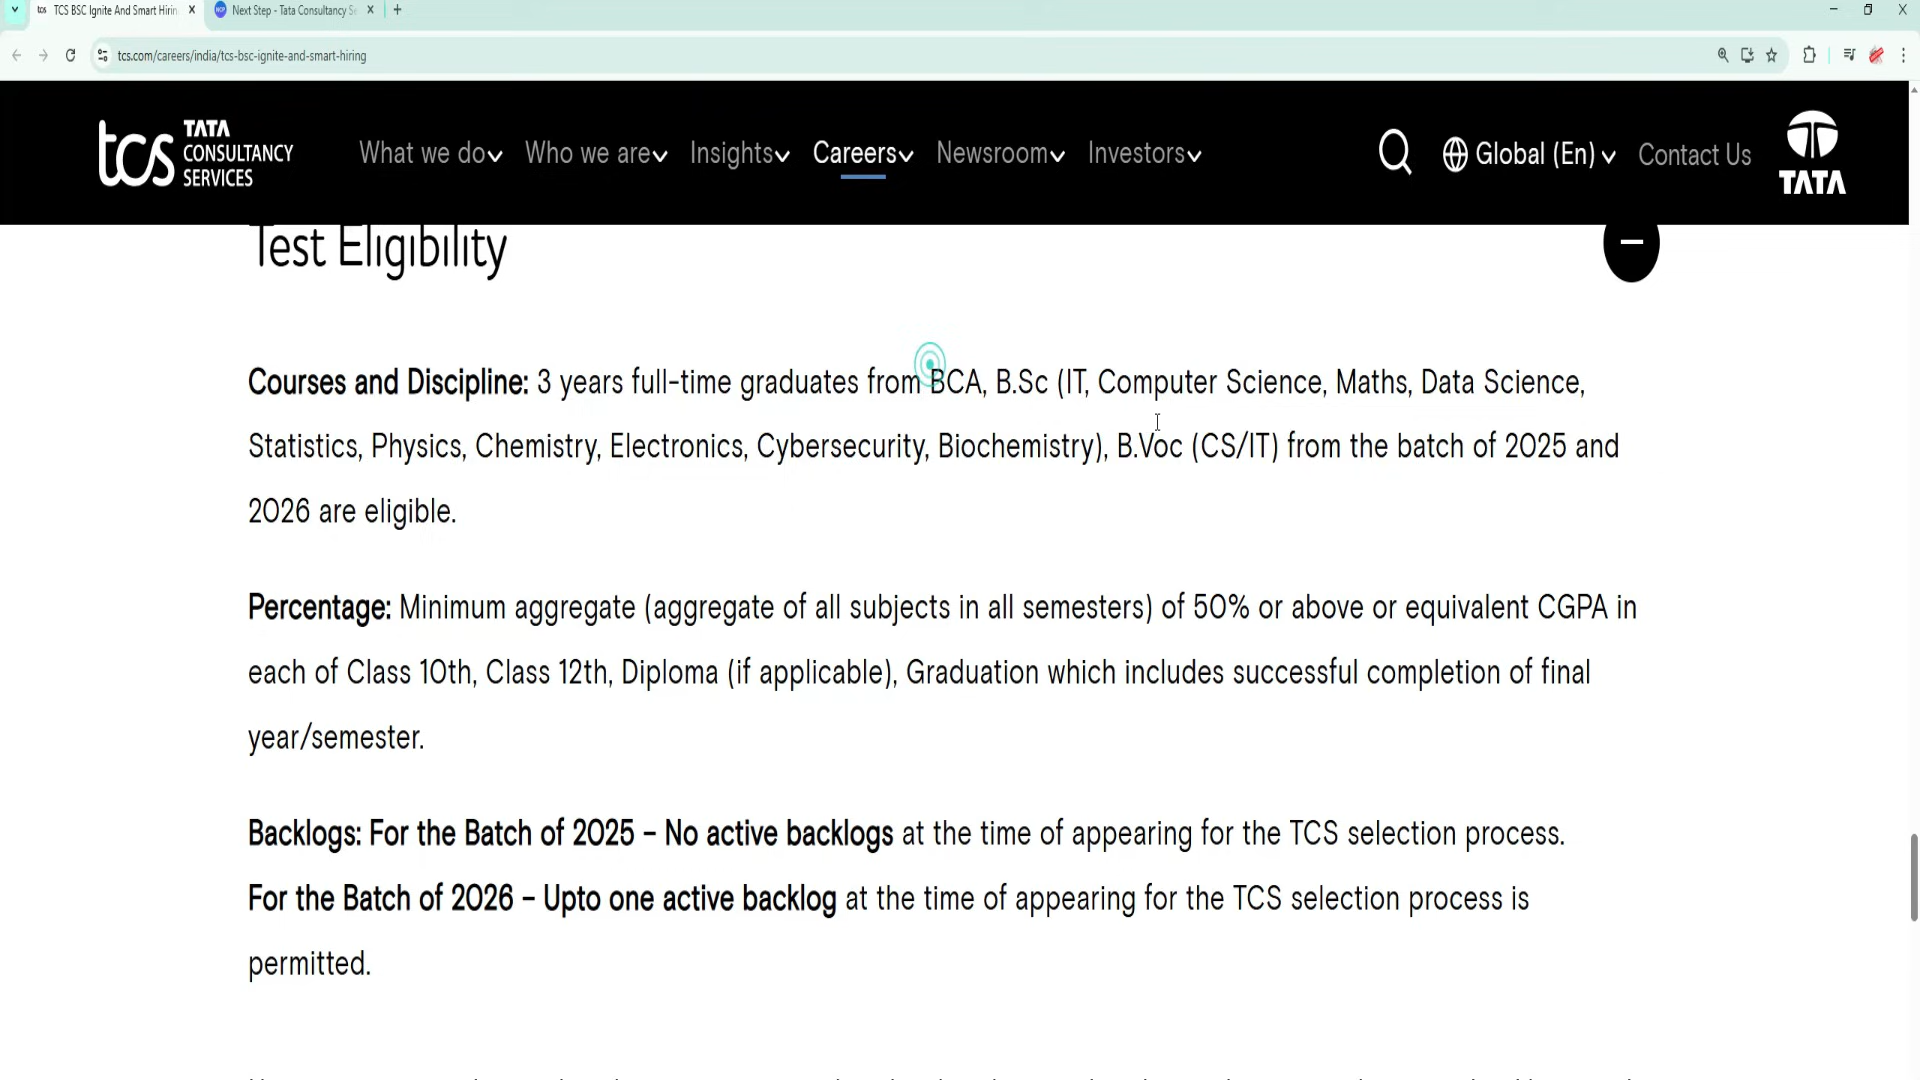 TCS BSC Ignite And Smart Hirin
Next Step - Tata Consultancy Se
tcs.com/careers/india/tcs-bsc-ignite-and-smart-hiring
tcs TATA CONSULTANCY SERVICES
What we do Who we are Insights Careers Newsroom Investors
Global (En) Contact Us
TATA
Test Eligibility
Courses and Discipline: 3 years full-time graduates from BCA, B.Sc (IT, Computer Science, Maths, Data Science,
Statistics, Physics, Chemistry, Electronics, Cybersecurity, Biochemistry), B.Voc (CS/IT) from the batch of 2025 and
2026 are eligible.
Percentage: Minimum aggregate (aggregate of all subjects in all semesters) of 50% or above or equivalent CGPA in
each of Class 10th, Class 12th, Diploma (if applicable), Graduation which includes successful completion of final
year/semester.
Backlogs: For the Batch of 2025 – No active backlogs at the time of appearing for the TCS selection process.
For the Batch of 2026 – Upto one active backlog at the time of appearing for the TCS selection process is
permitted.